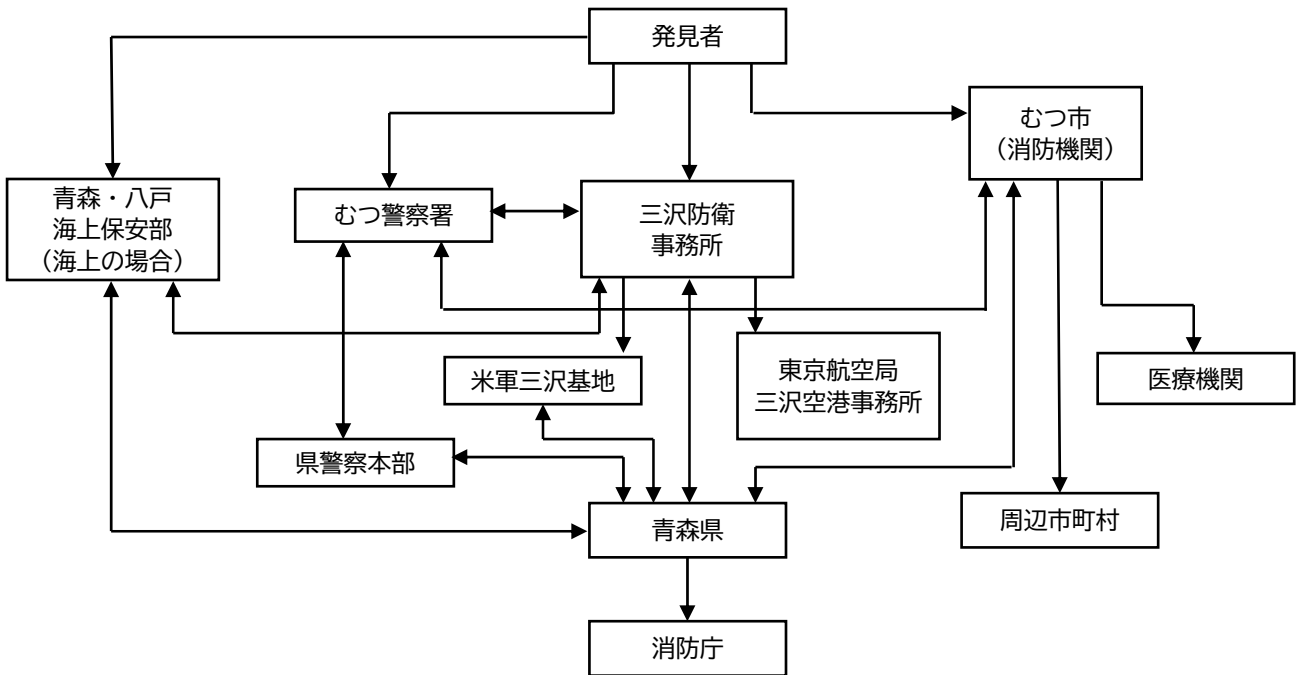 発見者
むつ市
（消防機関）
青森・八戸
海上保安部
（海上の場合）
むつ警察署
三沢防衛
事務所
米軍三沢基地
東京航空局
三沢空港事務所
医療機関
県警察本部
青森県
周辺市町村
消防庁